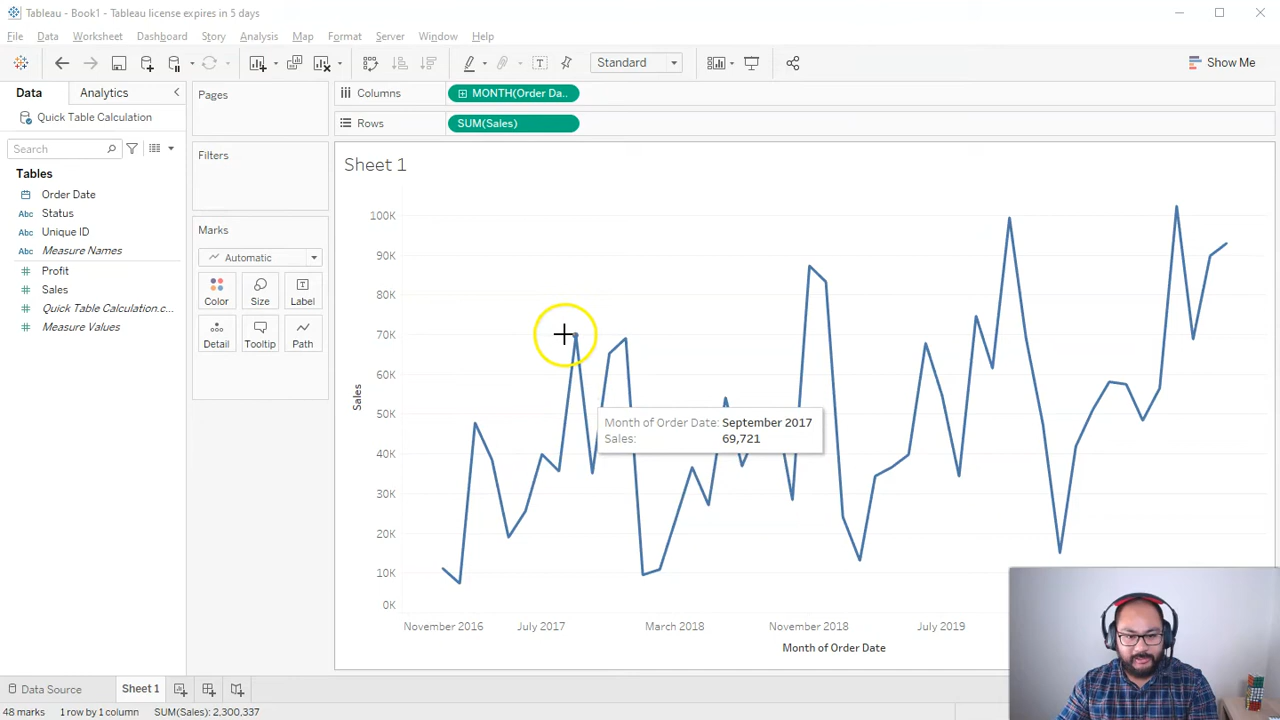 Tableau - Book1 - Tableau license expires in 5 days
File Data Worksheet Dashboard Story Analysis Map Format Server Window Help
Standard
Show Me
Data Analytics
Quick Table Calculation
Search
Tables
Order Date
Abc Status
Abc Unique ID
Abc Measure Names
Profit
Sales
Quick Table Calculation.c...
Measure Values
Pages
Filters
Marks
Automatic
Color Size Label
Detail Tooltip Path
Columns MONTH(Order Da..
Rows SUM(Sales)
Sheet 1
100K
90K
80K
70K
60K
50K
40K
30K
20K
10K
0K
Sales
Month of Order Date: September 2017
Sales: 69,721
November 2016 July 2017 March 2018 November 2018 July 2019
Month of Order Date
Data Source Sheet 1
48 marks 1 row by 1 column SUM(Sales): 2,300,337